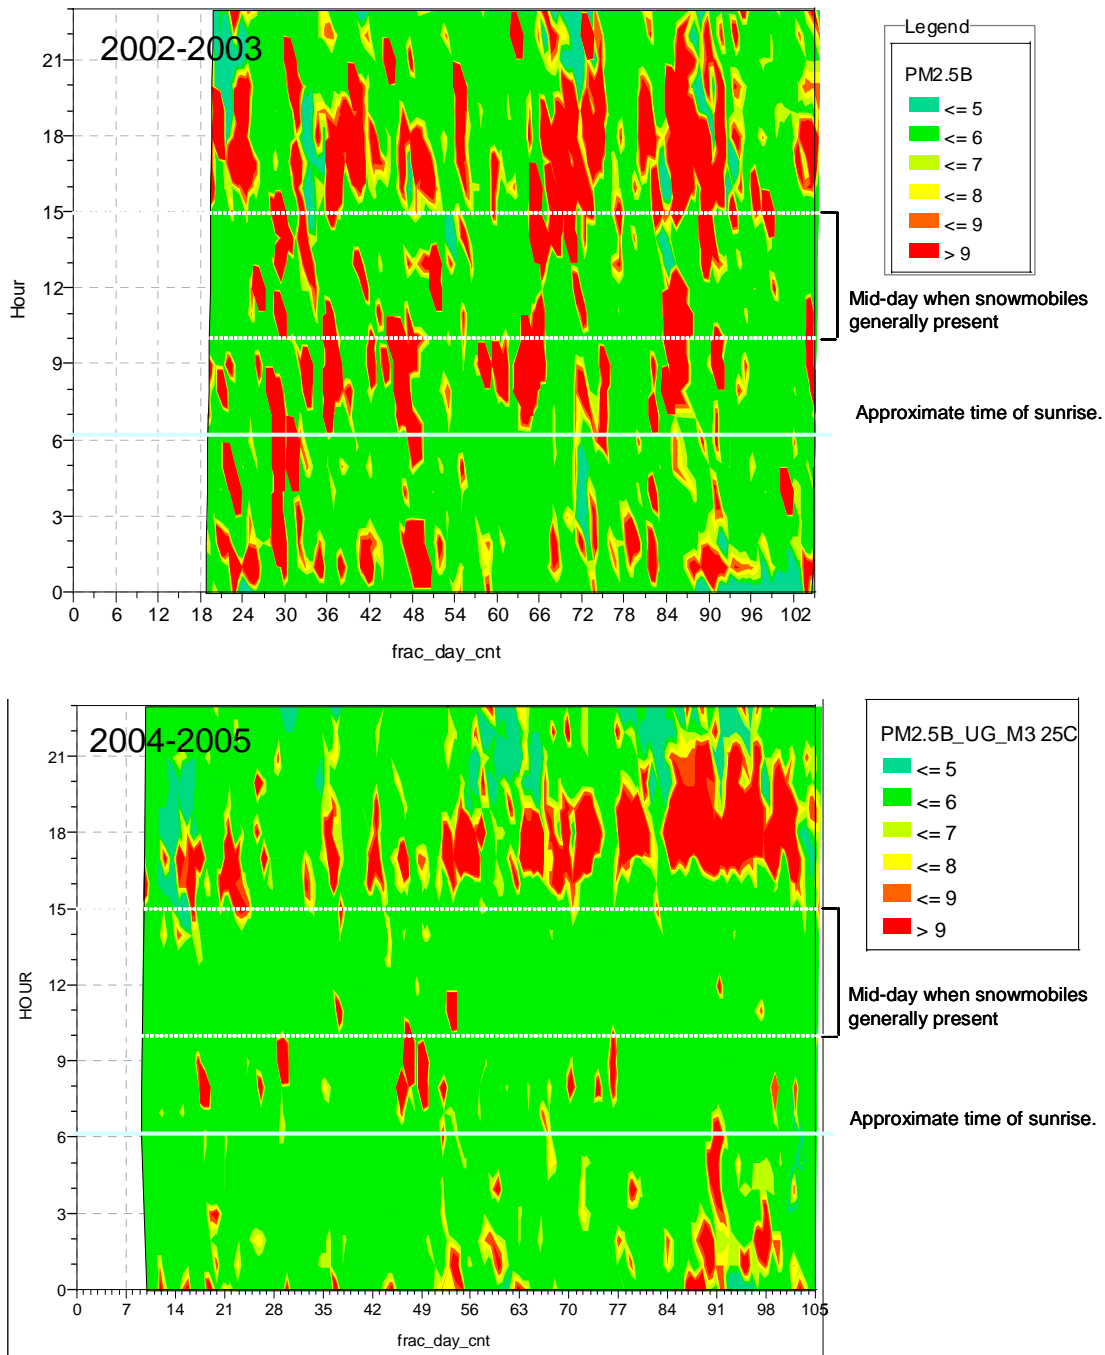 2002-2003
21
18
15
12
9
6
3
0
Hour
0 6 12 18 24 30 36 42 48 54 60 66 72 78 84 90 96 102
frac_day_cnt
Legend
PM2.5B
<= 5
<= 6
<= 7
<= 8
<= 9
> 9
Mid-day when snowmobiles
generally present
Approximate time of sunrise.
2004-2005
21
18
15
12
9
6
3
0
HOUR
0 7 14 21 28 35 42 49 56 63 70 77 84 91 98 105
frac_day_cnt
PM2.5B_UG_M3 25C
<= 5
<= 6
<= 7
<= 8
<= 9
> 9
Mid-day when snowmobiles
generally present
Approximate time of sunrise.